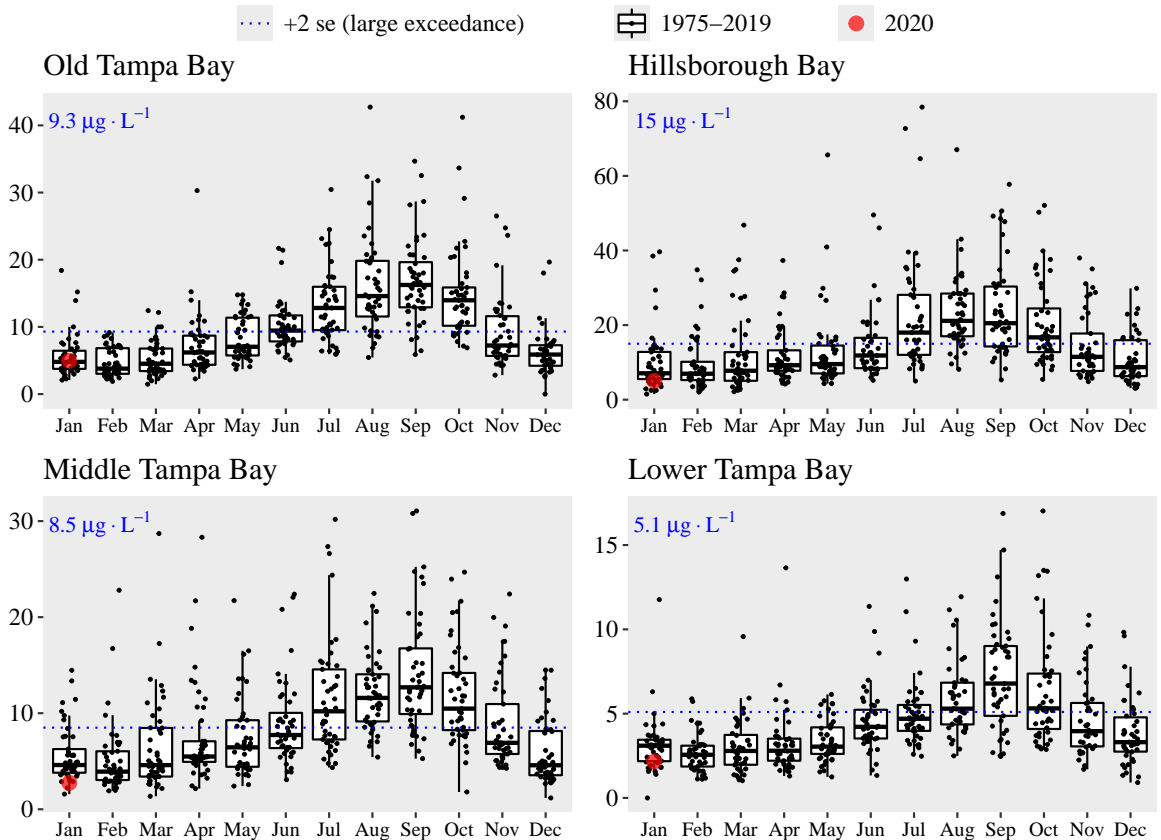 +2 se (large exceedance) 1975−2019 2020
Old Tampa Bay
9.3 μg · L⁻¹
40
30
20
10
0
Jan Feb Mar Apr May Jun Jul Aug Sep Oct Nov Dec
Hillsborough Bay
15 μg · L⁻¹
80
60
40
20
0
Jan Feb Mar Apr May Jun Jul Aug Sep Oct Nov Dec
Middle Tampa Bay
8.5 μg · L⁻¹
30
20
10
0
Jan Feb Mar Apr May Jun Jul Aug Sep Oct Nov Dec
Lower Tampa Bay
5.1 μg · L⁻¹
15
10
5
0
Jan Feb Mar Apr May Jun Jul Aug Sep Oct Nov Dec